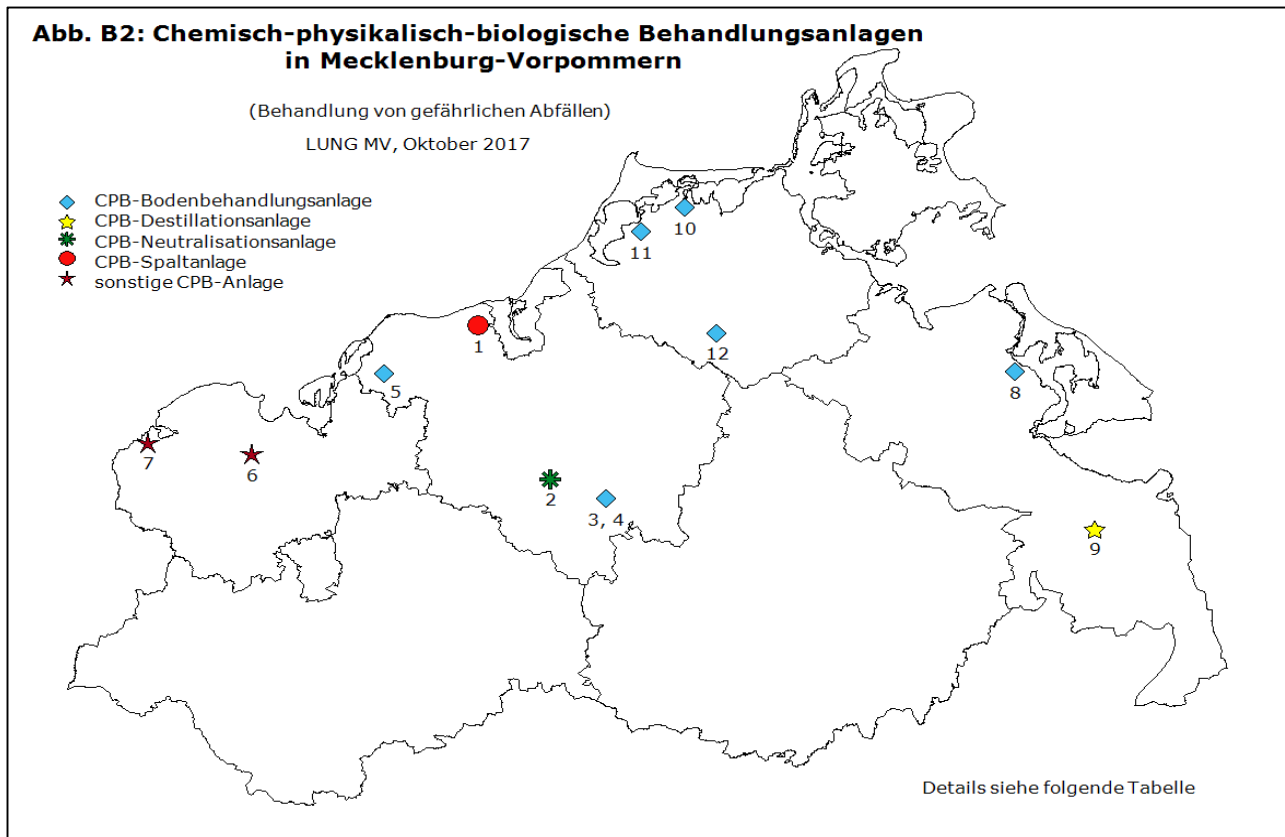 Abb. B2: Chemisch-physikalisch-biologische Behandlungsanlagen
in Mecklenburg-Vorpommern
(Behandlung von gefährlichen Abfällen)
LUNG MV, Oktober 2017
CPB-Bodenbehandlungsanlage
CPB-Destillationsanlage
CPB-Neutralisationsanlage
CPB-Spaltanlage
sonstige CPB-Anlage
10
11
1
12
5
8
7
6
2
3, 4
9
Details siehe folgende Tabelle